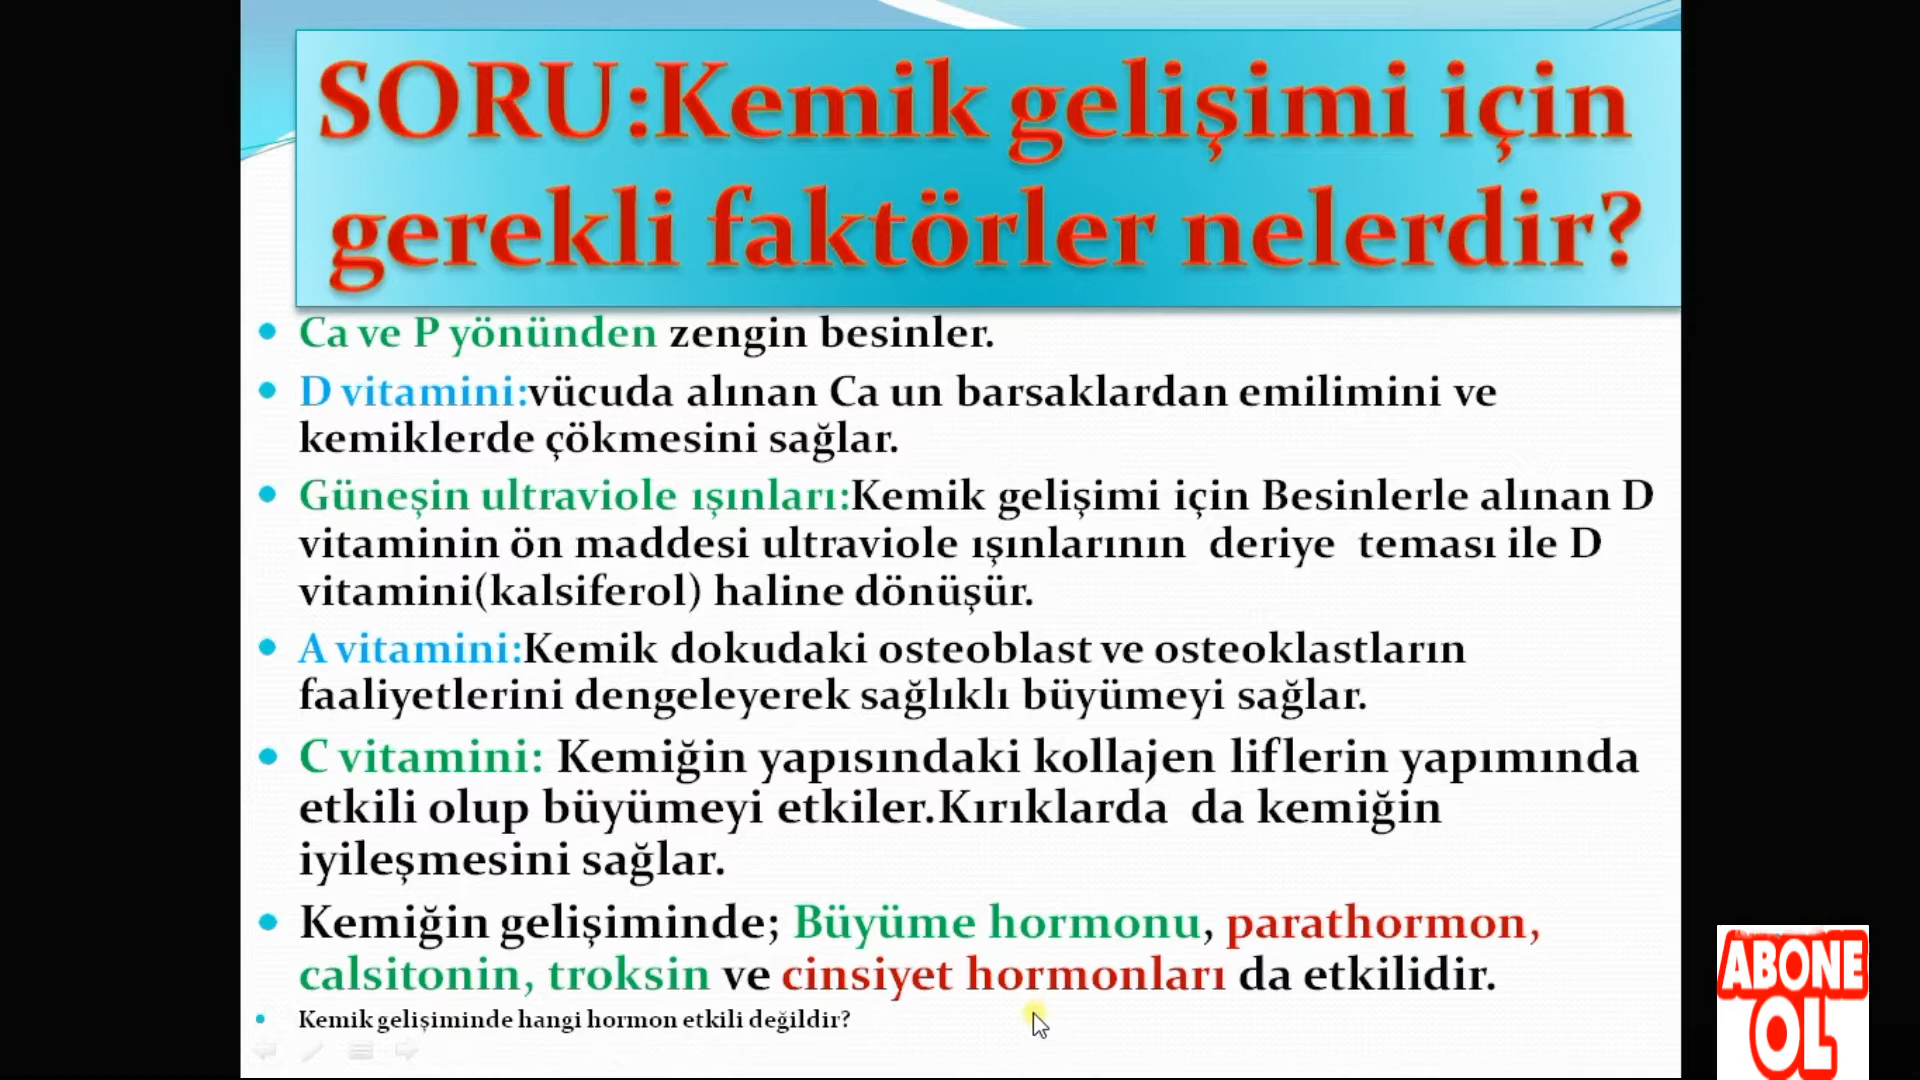 SORU:Kemik gelişimi için
gerekli faktörler nelerdir?
Ca ve P yönünden zengin besinler.
D vitamini:vücuda alınan Ca un barsaklardan emilimini ve
kemiklerde çökmesini sağlar.
Güneşin ultraviole ışınları:Kemik gelişimi için Besinlerle alınan D
vitaminin ön maddesi ultraviole ışınlarının deriye teması ile D
vitamini(kalsiferol) haline dönüşür.
A vitamini:Kemik dokudaki osteoblast ve osteoklastların
faaliyetlerini dengeleyerek sağlıklı büyümeyi sağlar.
C vitamini: Kemiğin yapısındaki kollajen liflerin yapımında
etkili olup büyümeyi etkiler.Kırıklarda da kemiğin
iyileşmesini sağlar.
Kemiğin gelişiminde; Büyüme hormonu, parathormon,
calsitonin, troksin ve cinsiyet hormonları da etkilidir.
Kemik gelişiminde hangi hormon etkili değildir?
ABONE
OL